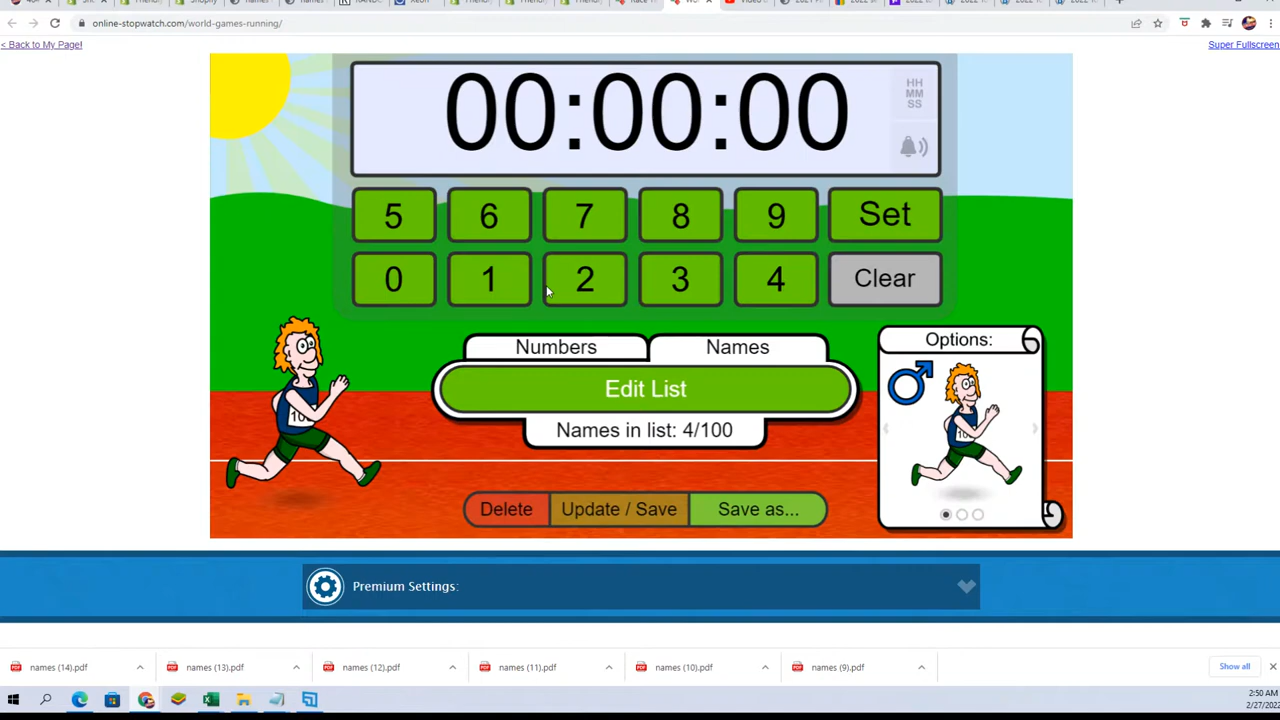 online-stopwatch.com/world-games-running/
< Back to My Page!
Super Fullscreen
00:00:00
HH
MM
SS
5 6 7 8 9 Set
0 1 2 3 4 Clear
Numbers Names
Edit List
Names in list: 4/100
Options:
Delete Update / Save Save as...
Premium Settings:
names (14).pdf names (13).pdf names (12).pdf names (11).pdf names (10).pdf names (9).pdf Show all
2:50 AM